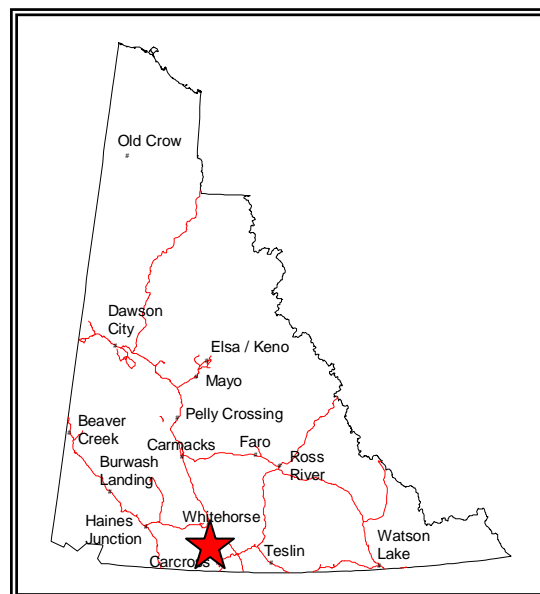 Old Crow
Dawson
City
Elsa / Keno
Mayo
Pelly Crossing
Beaver
Creek
Carmacks
Faro
Ross
River
Burwash
Landing
Whitehorse
Haines
Junction
Carcross
Teslin
Watson
Lake